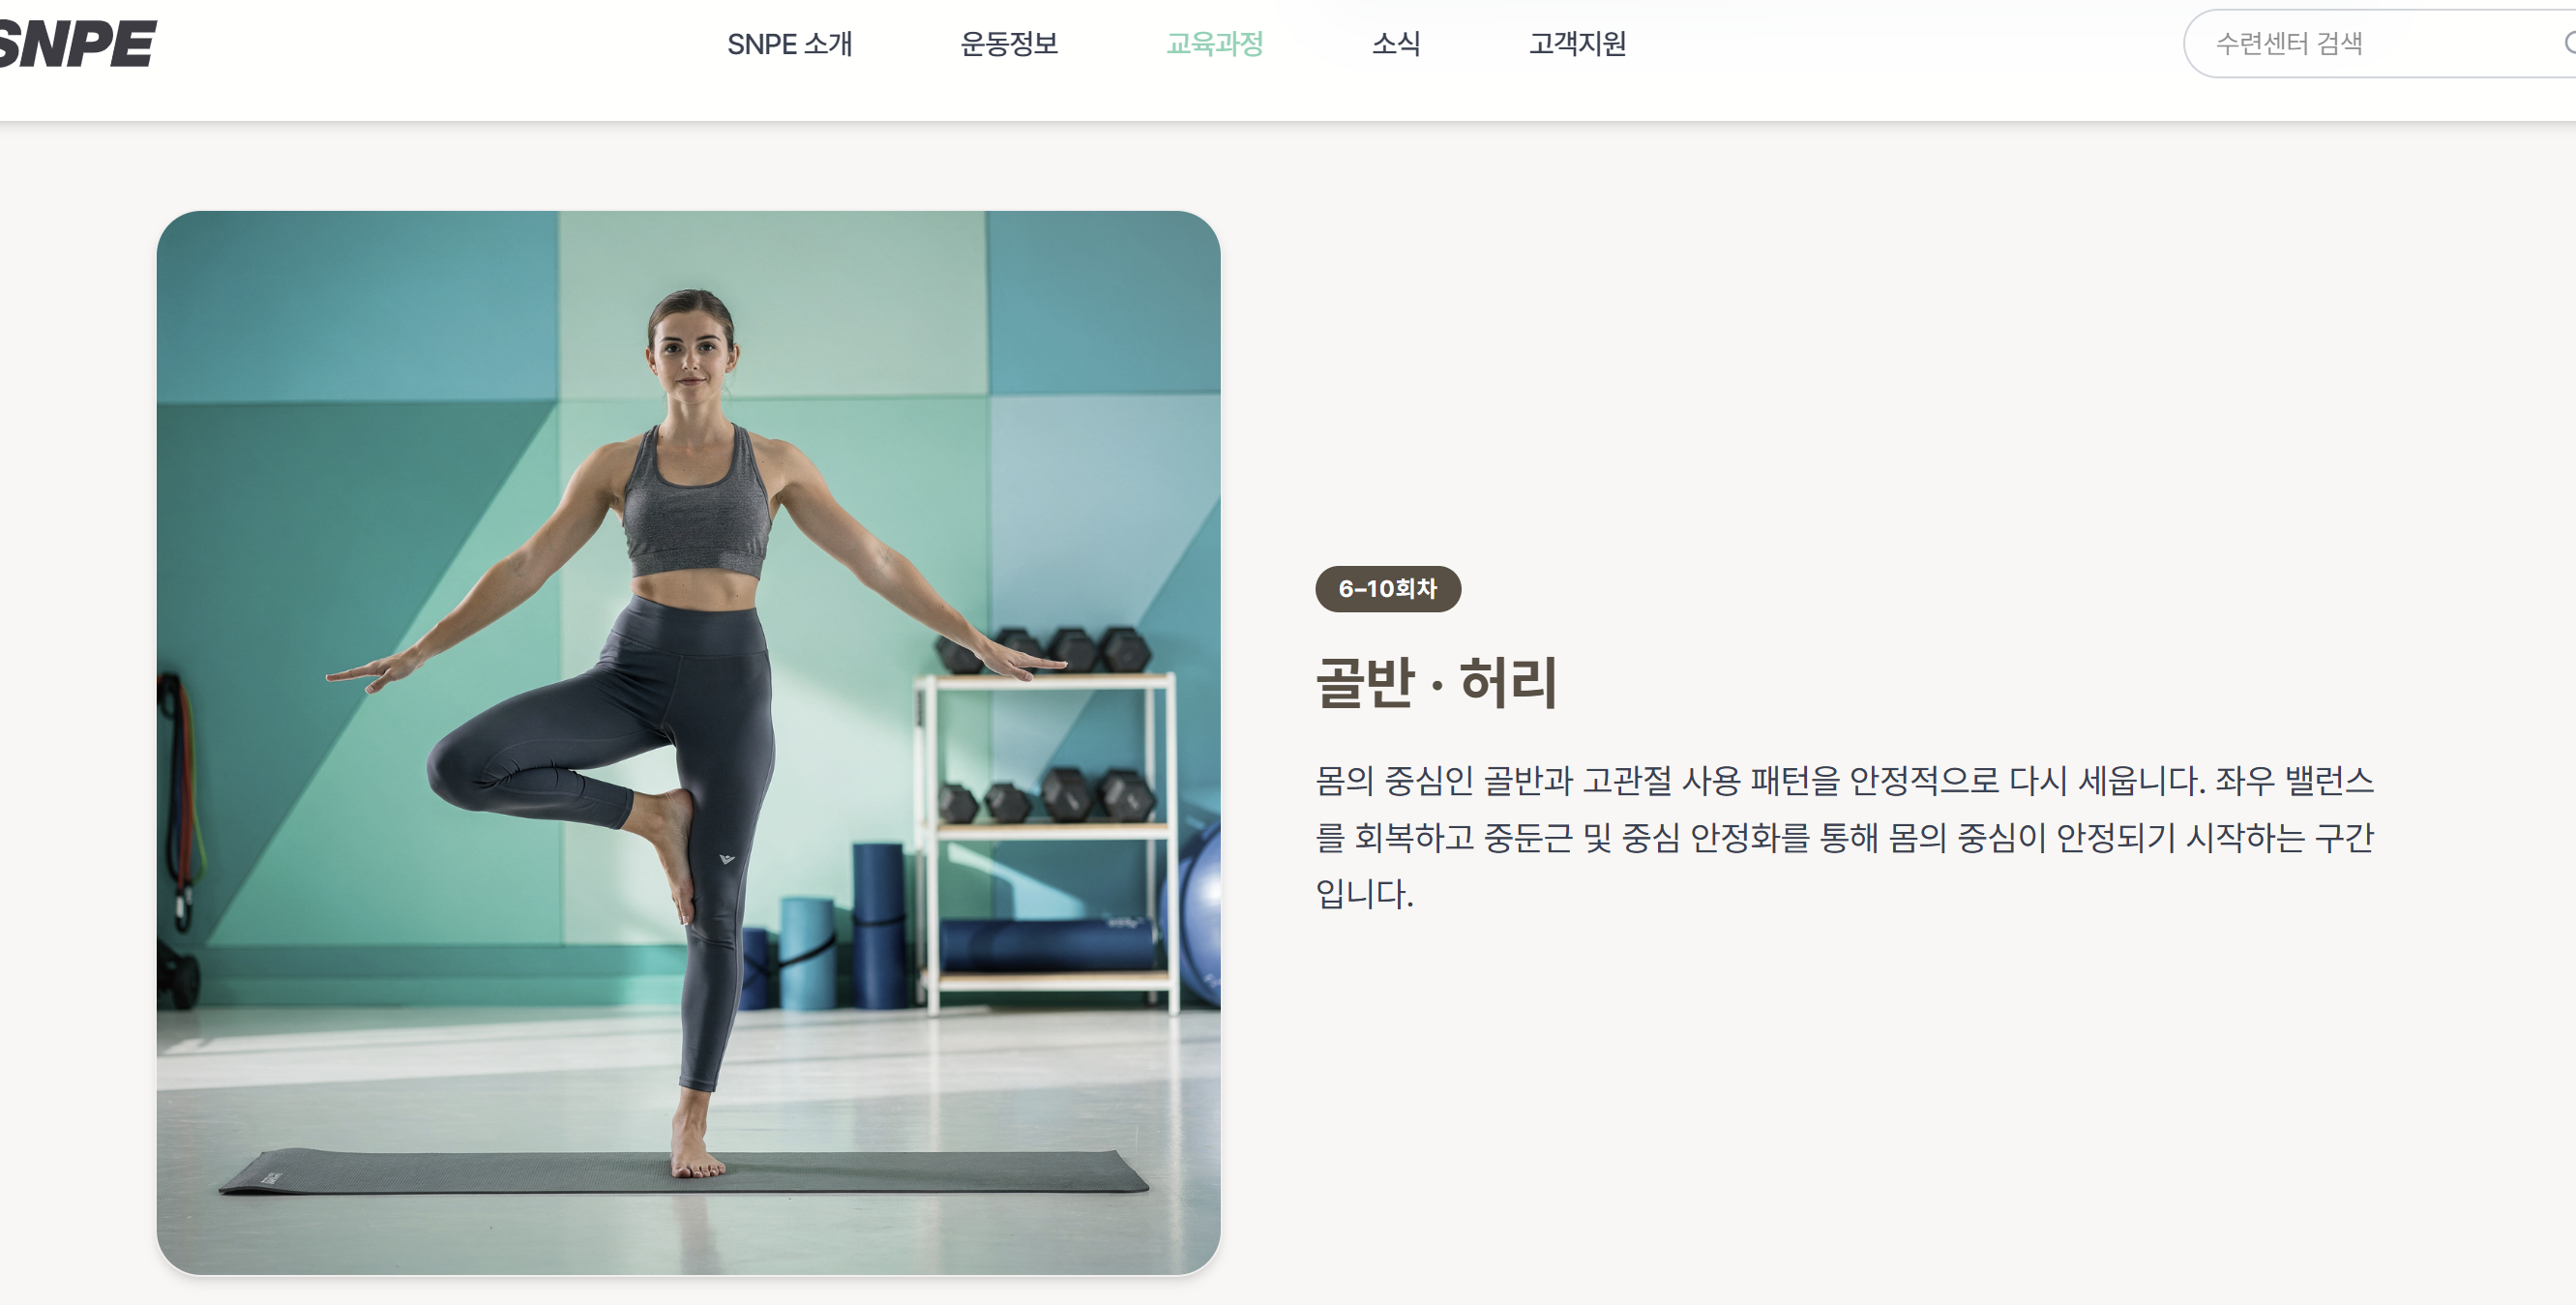 SNPE
SNPE 소개
운동정보
교육과정
소식
고객지원
수련센터 검색
6–10회차
골반 · 허리
몸의 중심인 골반과 고관절 사용 패턴을 안정적으로 다시 세웁니다. 좌우 밸런스
를 회복하고 중둔근 및 중심 안정화를 통해 몸의 중심이 안정되기 시작하는 구간
입니다.